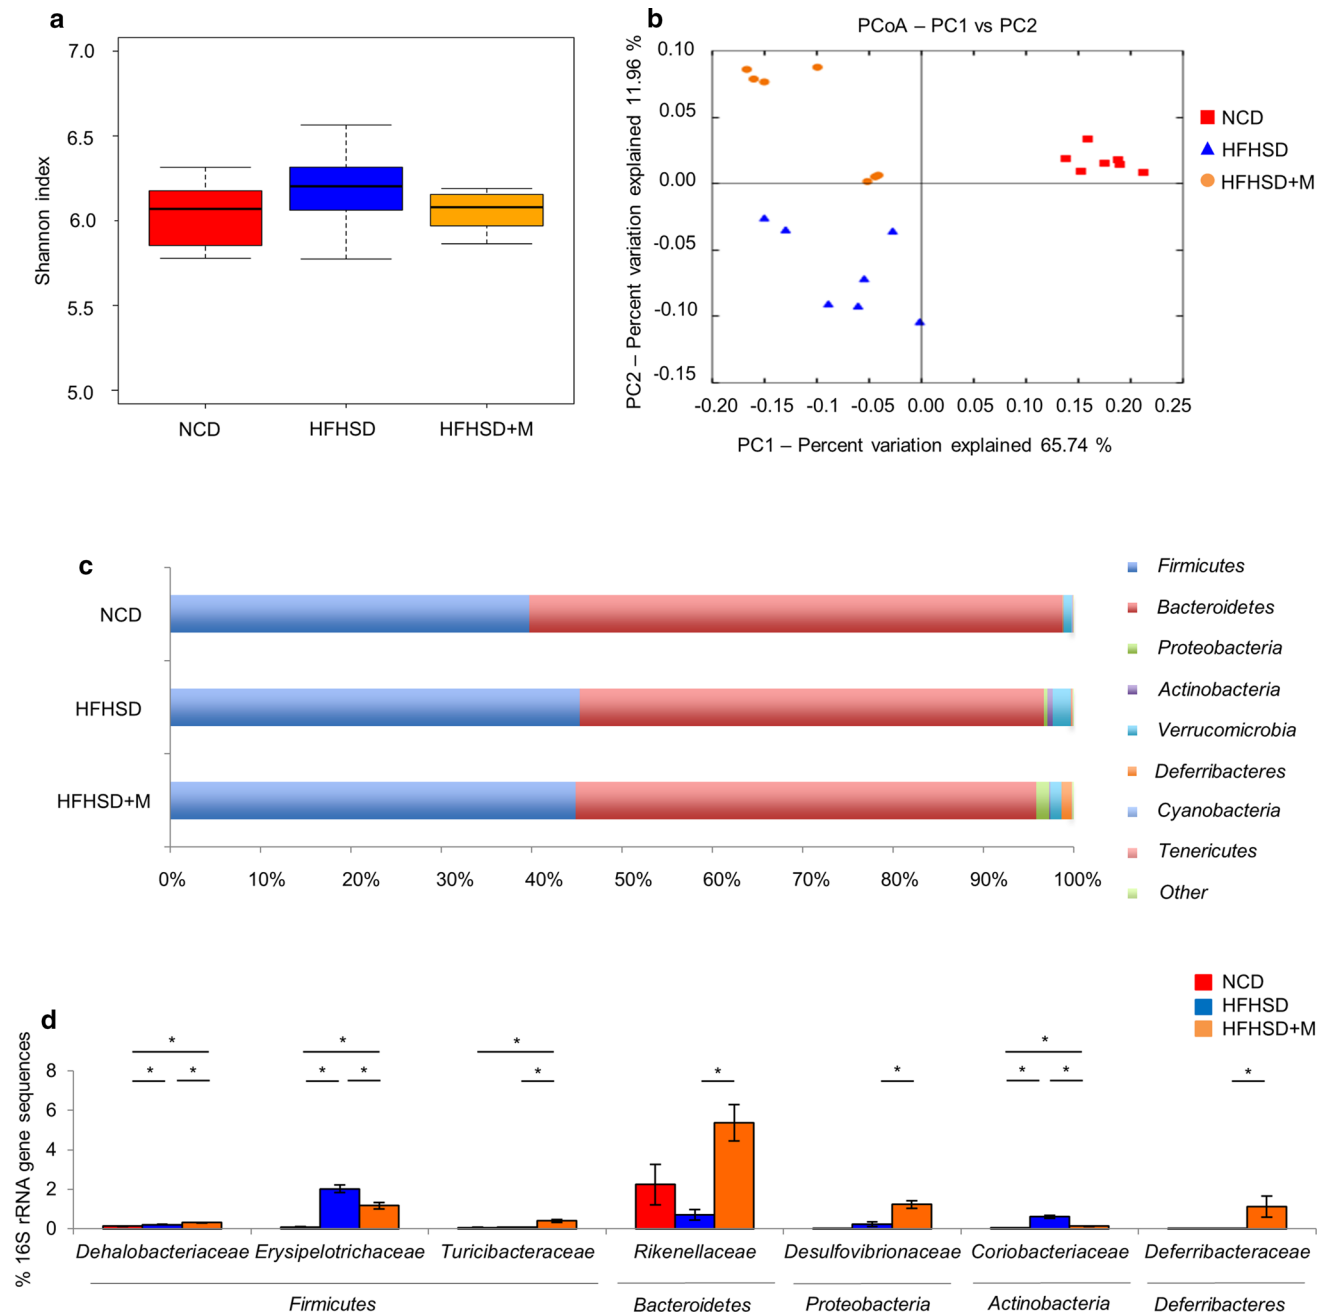 a
7.0
6.5
6.0
5.5
5.0
Shannon index
NCD
HFHSD
HFHSD+M
b
PCoA – PC1 vs PC2
0.10
0.05
0.00
-0.05
-0.10
-0.15
PC2 – Percent variation explained 11.96 %
-0.20 -0.15 -0.1 -0.05 0.00 0.05 0.10 0.15 0.20 0.25
PC1 – Percent variation explained 65.74 %
NCD
HFHSD
HFHSD+M
c
NCD
HFHSD
HFHSD+M
0% 10% 20% 30% 40% 50% 60% 70% 80% 90% 100%
Firmicutes
Bacteroidetes
Proteobacteria
Actinobacteria
Verrucomicrobia
Deferribacteres
Cyanobacteria
Tenericutes
Other
d
NCD
HFHSD
HFHSD+M
% 16S rRNA gene sequences
8
6
4
2
0
* * * *
* * * * * * * * * *
Dehalobacteriaceae Erysipelotrichaceae Turicibacteraceae Rikenellaceae Desulfovibrionaceae Coriobacteriaceae Deferribacteraceae
Firmicutes Bacteroidetes Proteobacteria Actinobacteria Deferribacteres